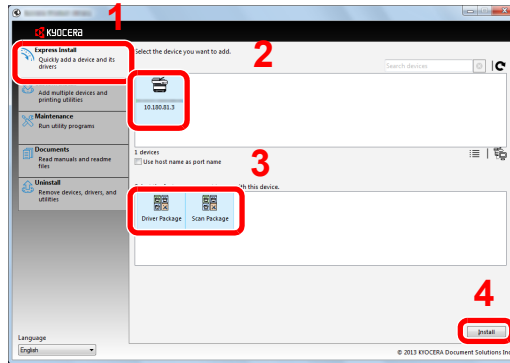 1
KYOCERA
Express Install
Quickly add a device and its
drivers
Add multiple devices and
printing utilities
Maintenance
Run utility programs
Documents
Read manuals and readme
files
Uninstall
Remove devices, drivers, and
utilities
Language
English
Select the device you want to add.
2
Search devices
10.180.81.3
1 devices
Use host name as port name
3
with this device.
Driver Package
Scan Package
4
Install
© 2013 KYOCERA Document Solutions Inc.